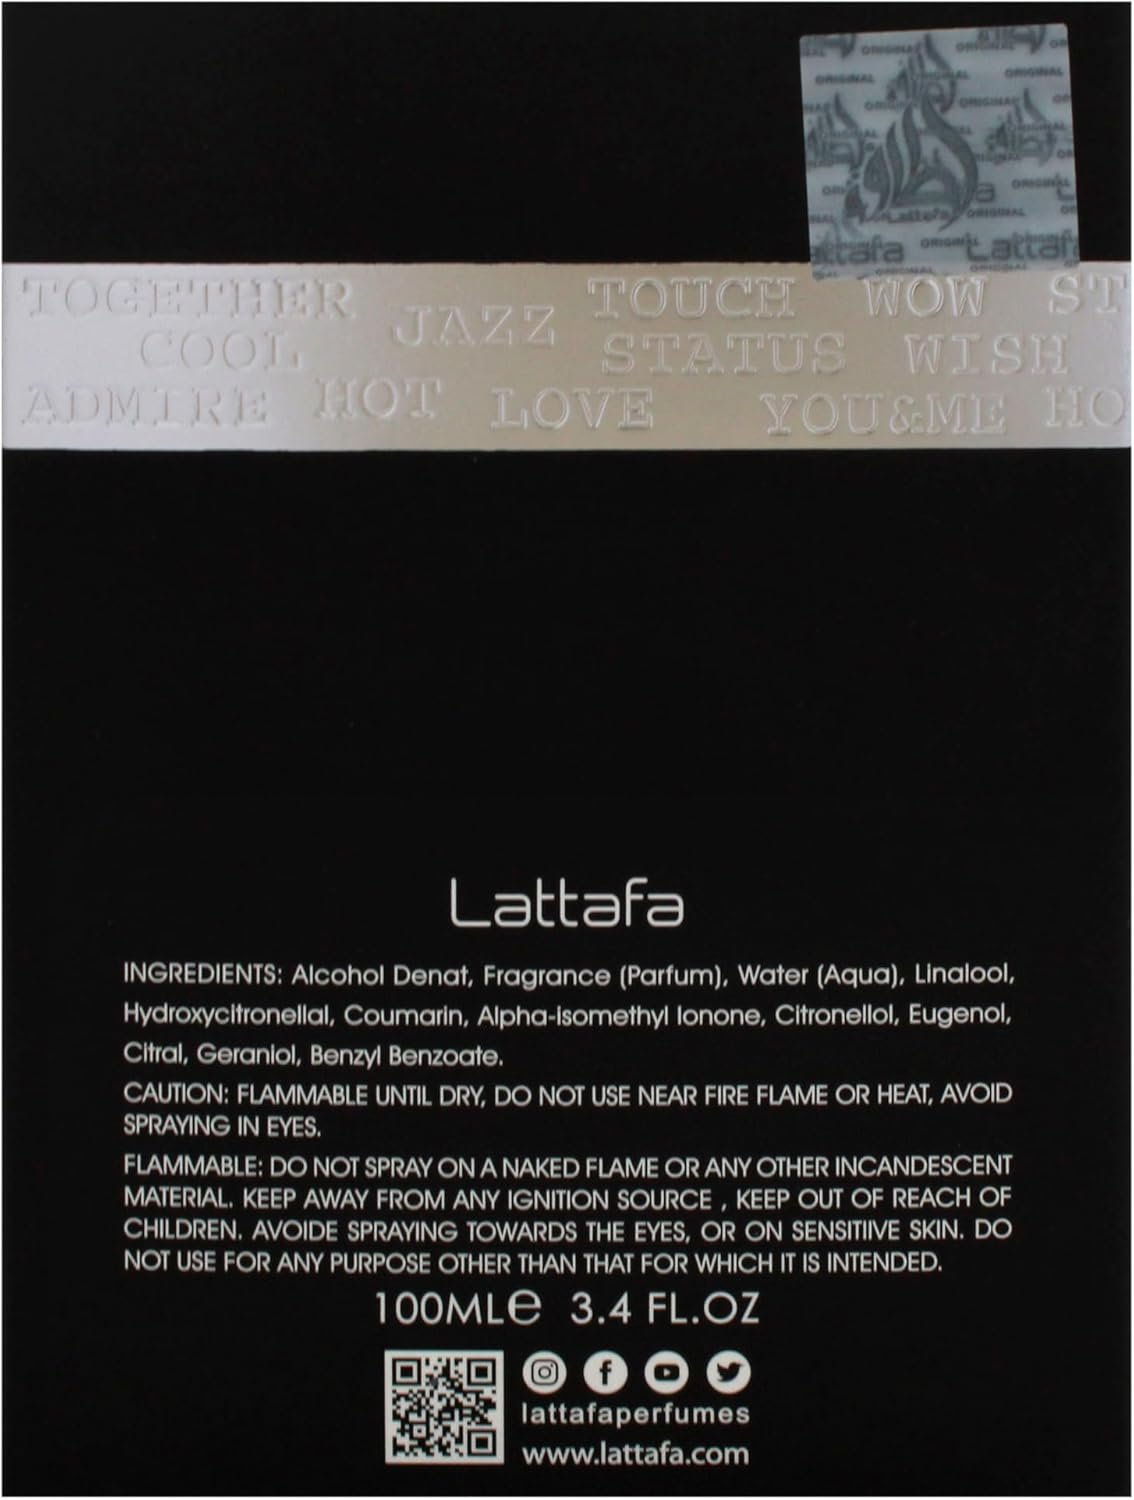 ORIGINAL
Lattafa
TOGETHER JAZZ TOUCH WOW ST
COOL STATUS WISH
ADMIRE HOT LOVE YOU&ME HO
Lattafa
INGREDIENTS: Alcohol Denat, Fragrance (Parfum), Water (Aqua), Linalool,
Hydroxycitronellal, Coumarin, Alpha-Isomethyl Ionone, Citronellol, Eugenol,
Citral, Geraniol, Benzyl Benzoate.
CAUTION: FLAMMABLE UNTIL DRY, DO NOT USE NEAR FIRE FLAME OR HEAT, AVOID
SPRAYING IN EYES.
FLAMMABLE: DO NOT SPRAY ON A NAKED FLAME OR ANY OTHER INCANDESCENT
MATERIAL. KEEP AWAY FROM ANY IGNITION SOURCE , KEEP OUT OF REACH OF
CHILDREN. AVOIDE SPRAYING TOWARDS THE EYES, OR ON SENSITIIVE SKIN. DO
NOT USE FOR ANY PURPOSE OTHER THAN THAT FOR WHICH IT IS INTENDED.
100MLe 3.4 FL.OZ
lattafaperfumes
www.lattafa.com